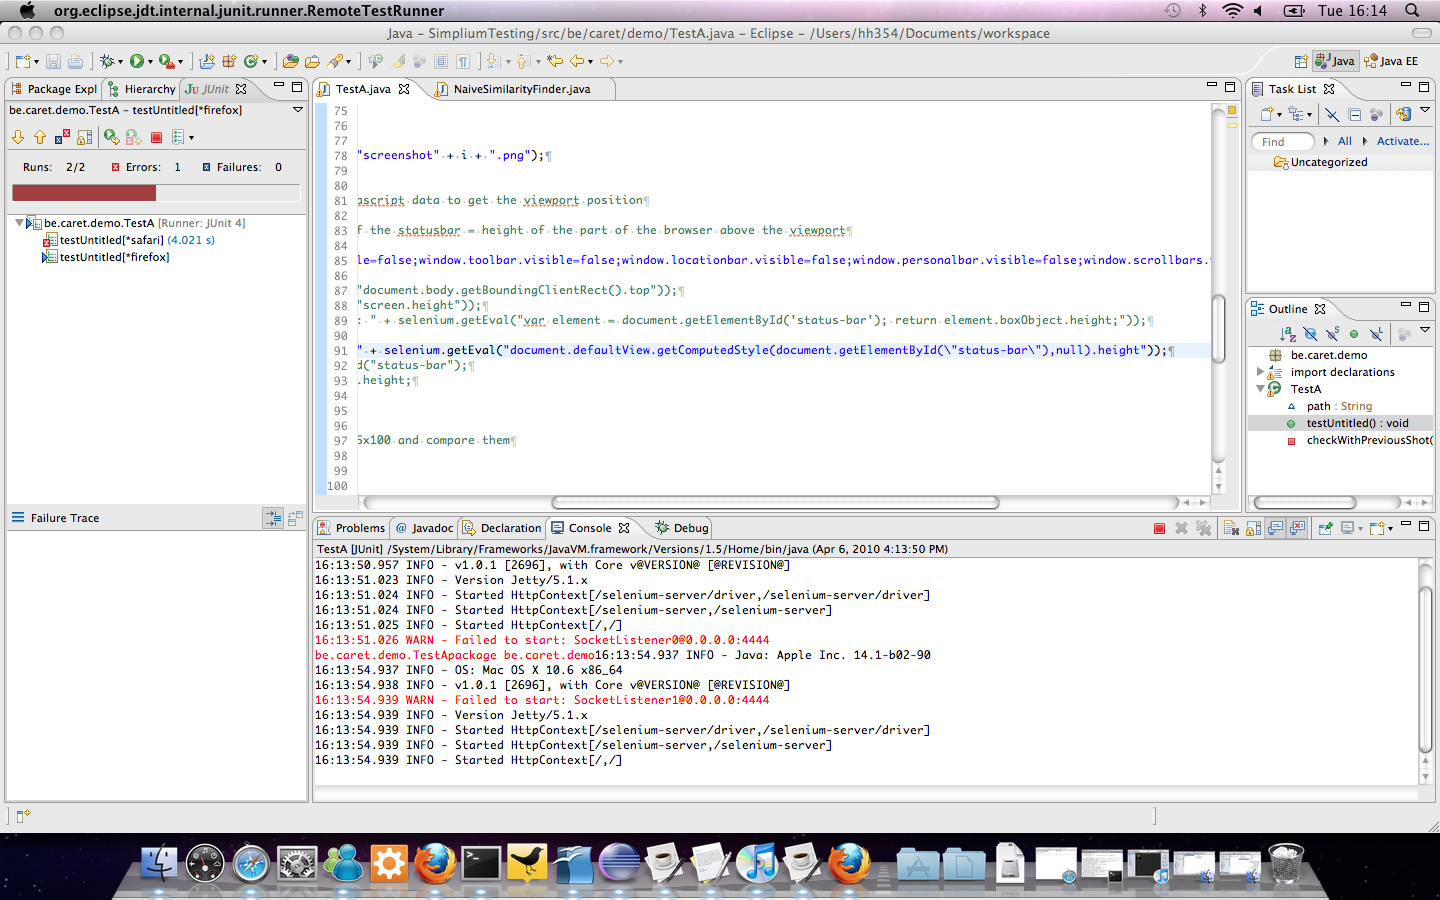 org.eclipse.jdt.internal.junit.runner.RemoteTestRunner
Tue 16:14
Java – SimpliumTesting/src/be/caret/demo/TestA.java – Eclipse – /Users/hh354/Documents/workspace
Java
Java EE
Package Expl
Hierarchy
JUnit
be.caret.demo.TestA – testUntitled[*firefox]
Runs: 2/2
Errors: 1
Failures: 0
be.caret.demo.TestA [Runner: JUnit 4]
testUntitled[*safari] (4.021 s)
testUntitled[*firefox]
Failure Trace
TestA.java
NaiveSimilarityFinder.java
75
76
77
78 "screenshot" + i + ".png");¶
79
80
81 ascript data to get the viewport position¶
82
83 f the statusbar = height of the part of the browser above the viewport¶
84
85 le=false;window.toolbar.visible=false;window.locationbar.visible=false;window.personalbar.visible=false;window.scrollbars.
86
87 "document.body.getBoundingClientRect().top"));¶
88 "screen.height"));¶
89 : " + selenium.getEval("var element = document.getElementById('status-bar'); return element.boxObject.height;"));¶
90
91 " + selenium.getEval("document.defaultView.getComputedStyle(document.getElementById(\"status-bar\"),null).height"));¶
92 d("status-bar");¶
93 .height;¶
94
95
96
97 5x100 and compare them¶
98
99
100
Task List
Find
All
Activate...
Uncategorized
Outline
be.caret.demo
import declarations
TestA
path : String
testUntitled() : void
checkWithPreviousShot(
Problems
@ Javadoc
Declaration
Console
Debug
TestA [JUnit] /System/Library/Frameworks/JavaVM.framework/Versions/1.5/Home/bin/java (Apr 6, 2010 4:13:50 PM)
16:13:50.957 INFO - v1.0.1 [2696], with Core v@VERSION@ [@REVISION@]
16:13:51.023 INFO - Version Jetty/5.1.x
16:13:51.024 INFO - Started HttpContext[/selenium-server/driver,/selenium-server/driver]
16:13:51.024 INFO - Started HttpContext[/selenium-server,/selenium-server]
16:13:51.025 INFO - Started HttpContext[/,/]
16:13:51.026 WARN - Failed to start: SocketListener0@0.0.0.0:4444
be.caret.demo.TestApackage be.caret.demo16:13:54.937 INFO - Java: Apple Inc. 14.1-b02-90
16:13:54.937 INFO - OS: Mac OS X 10.6 x86_64
16:13:54.938 INFO - v1.0.1 [2696], with Core v@VERSION@ [@REVISION@]
16:13:54.939 WARN - Failed to start: SocketListener1@0.0.0.0:4444
16:13:54.939 INFO - Version Jetty/5.1.x
16:13:54.939 INFO - Started HttpContext[/selenium-server/driver,/selenium-server/driver]
16:13:54.939 INFO - Started HttpContext[/selenium-server,/selenium-server]
16:13:54.939 INFO - Started HttpContext[/,/]